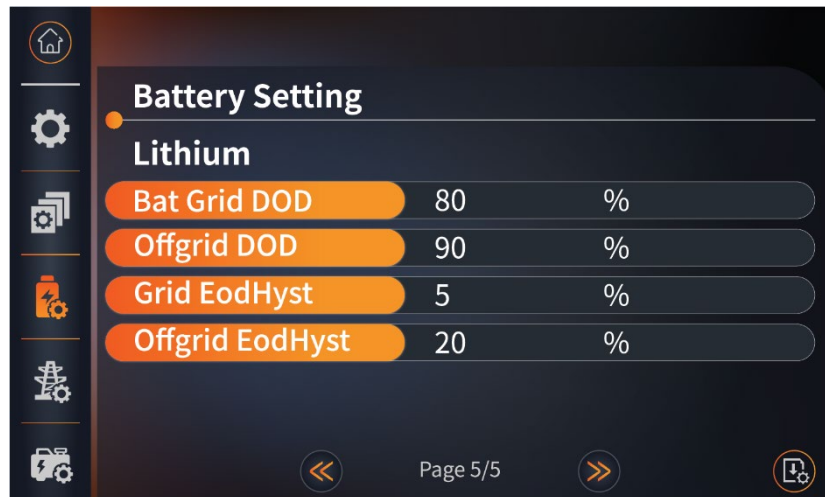 Battery Setting
Lithium
Bat Grid DOD 80 %
Offgrid DOD 90 %
Grid EodHyst 5 %
Offgrid EodHyst 20 %
Page 5/5